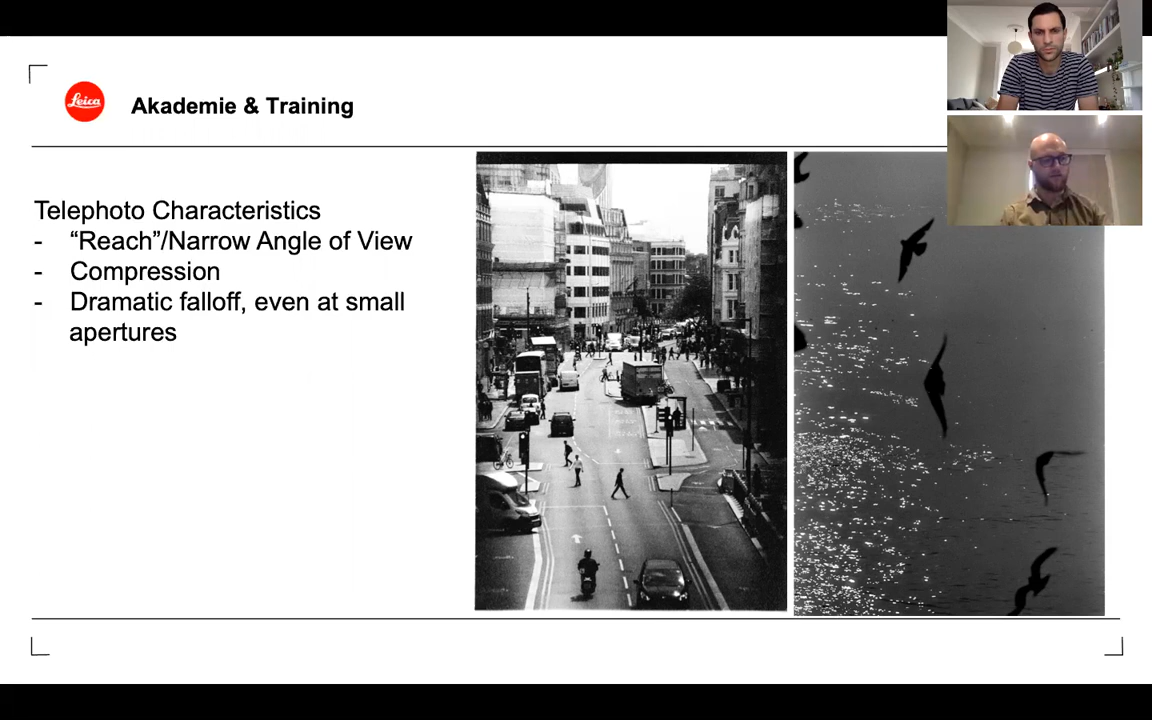 Leica
Akademie & Training
Telephoto Characteristics
- “Reach”/Narrow Angle of View
- Compression
- Dramatic falloff, even at small
apertures